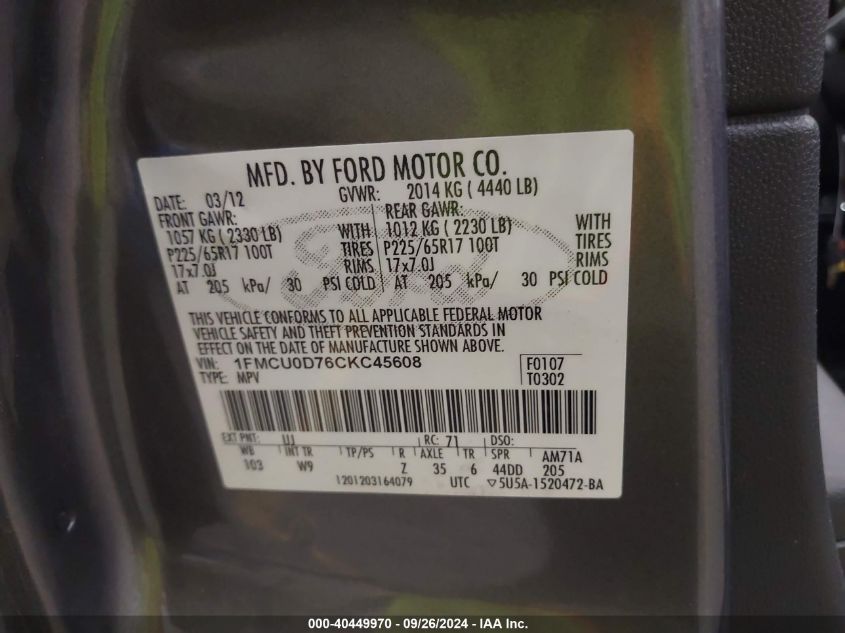 MFD. BY FORD MOTOR CO.
DATE: 03/12 GVWR: 2014 KG ( 4440 LB)
FRONT GAWR: REAR GAWR:
1057 KG ( 2330 LB) WITH 1012 KG ( 2230 LB) WITH
P225/65R17 100T TIRES P225/65R17 100T TIRES
17x7.0J RIMS 17x7.0J RIMS
AT 205 kPa/ 30 PSI COLD AT 205 kPa/ 30 PSI COLD
THIS VEHICLE CONFORMS TO ALL APPLICABLE FEDERAL MOTOR
VEHICLE SAFETY AND THEFT PREVENTION STANDARDS IN
EFFECT ON THE DATE OF MANUFACTURE SHOWN ABOVE.
VIN: 1FMCU0D76CKC45608 F0107
TYPE: MPV T0302
EXT PNT: UJ RC: 71 DSO:
WB INT TR TP/PS R AXLE TR SPR AM71A
103 W9 Z 35 6 44DD 205
1201203164079 UTC ▽5U5A-1520472-BA
000-40449970 - 09/26/2024 - IAAI Inc.